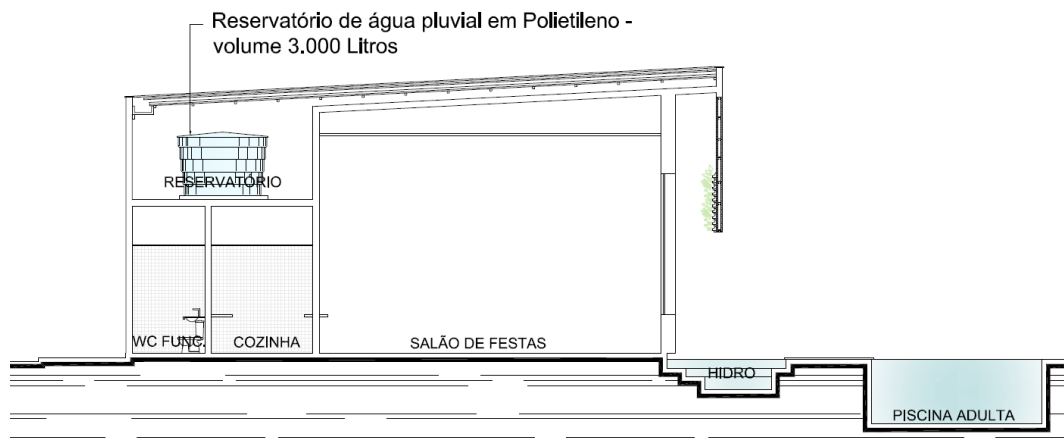 Reservatório de água pluvial em Polietileno -
volume 3.000 Litros
RESERVATÓRIO
WC FUNC.
COZINHA
SALÃO DE FESTAS
HIDRO
PISCINA ADULTA